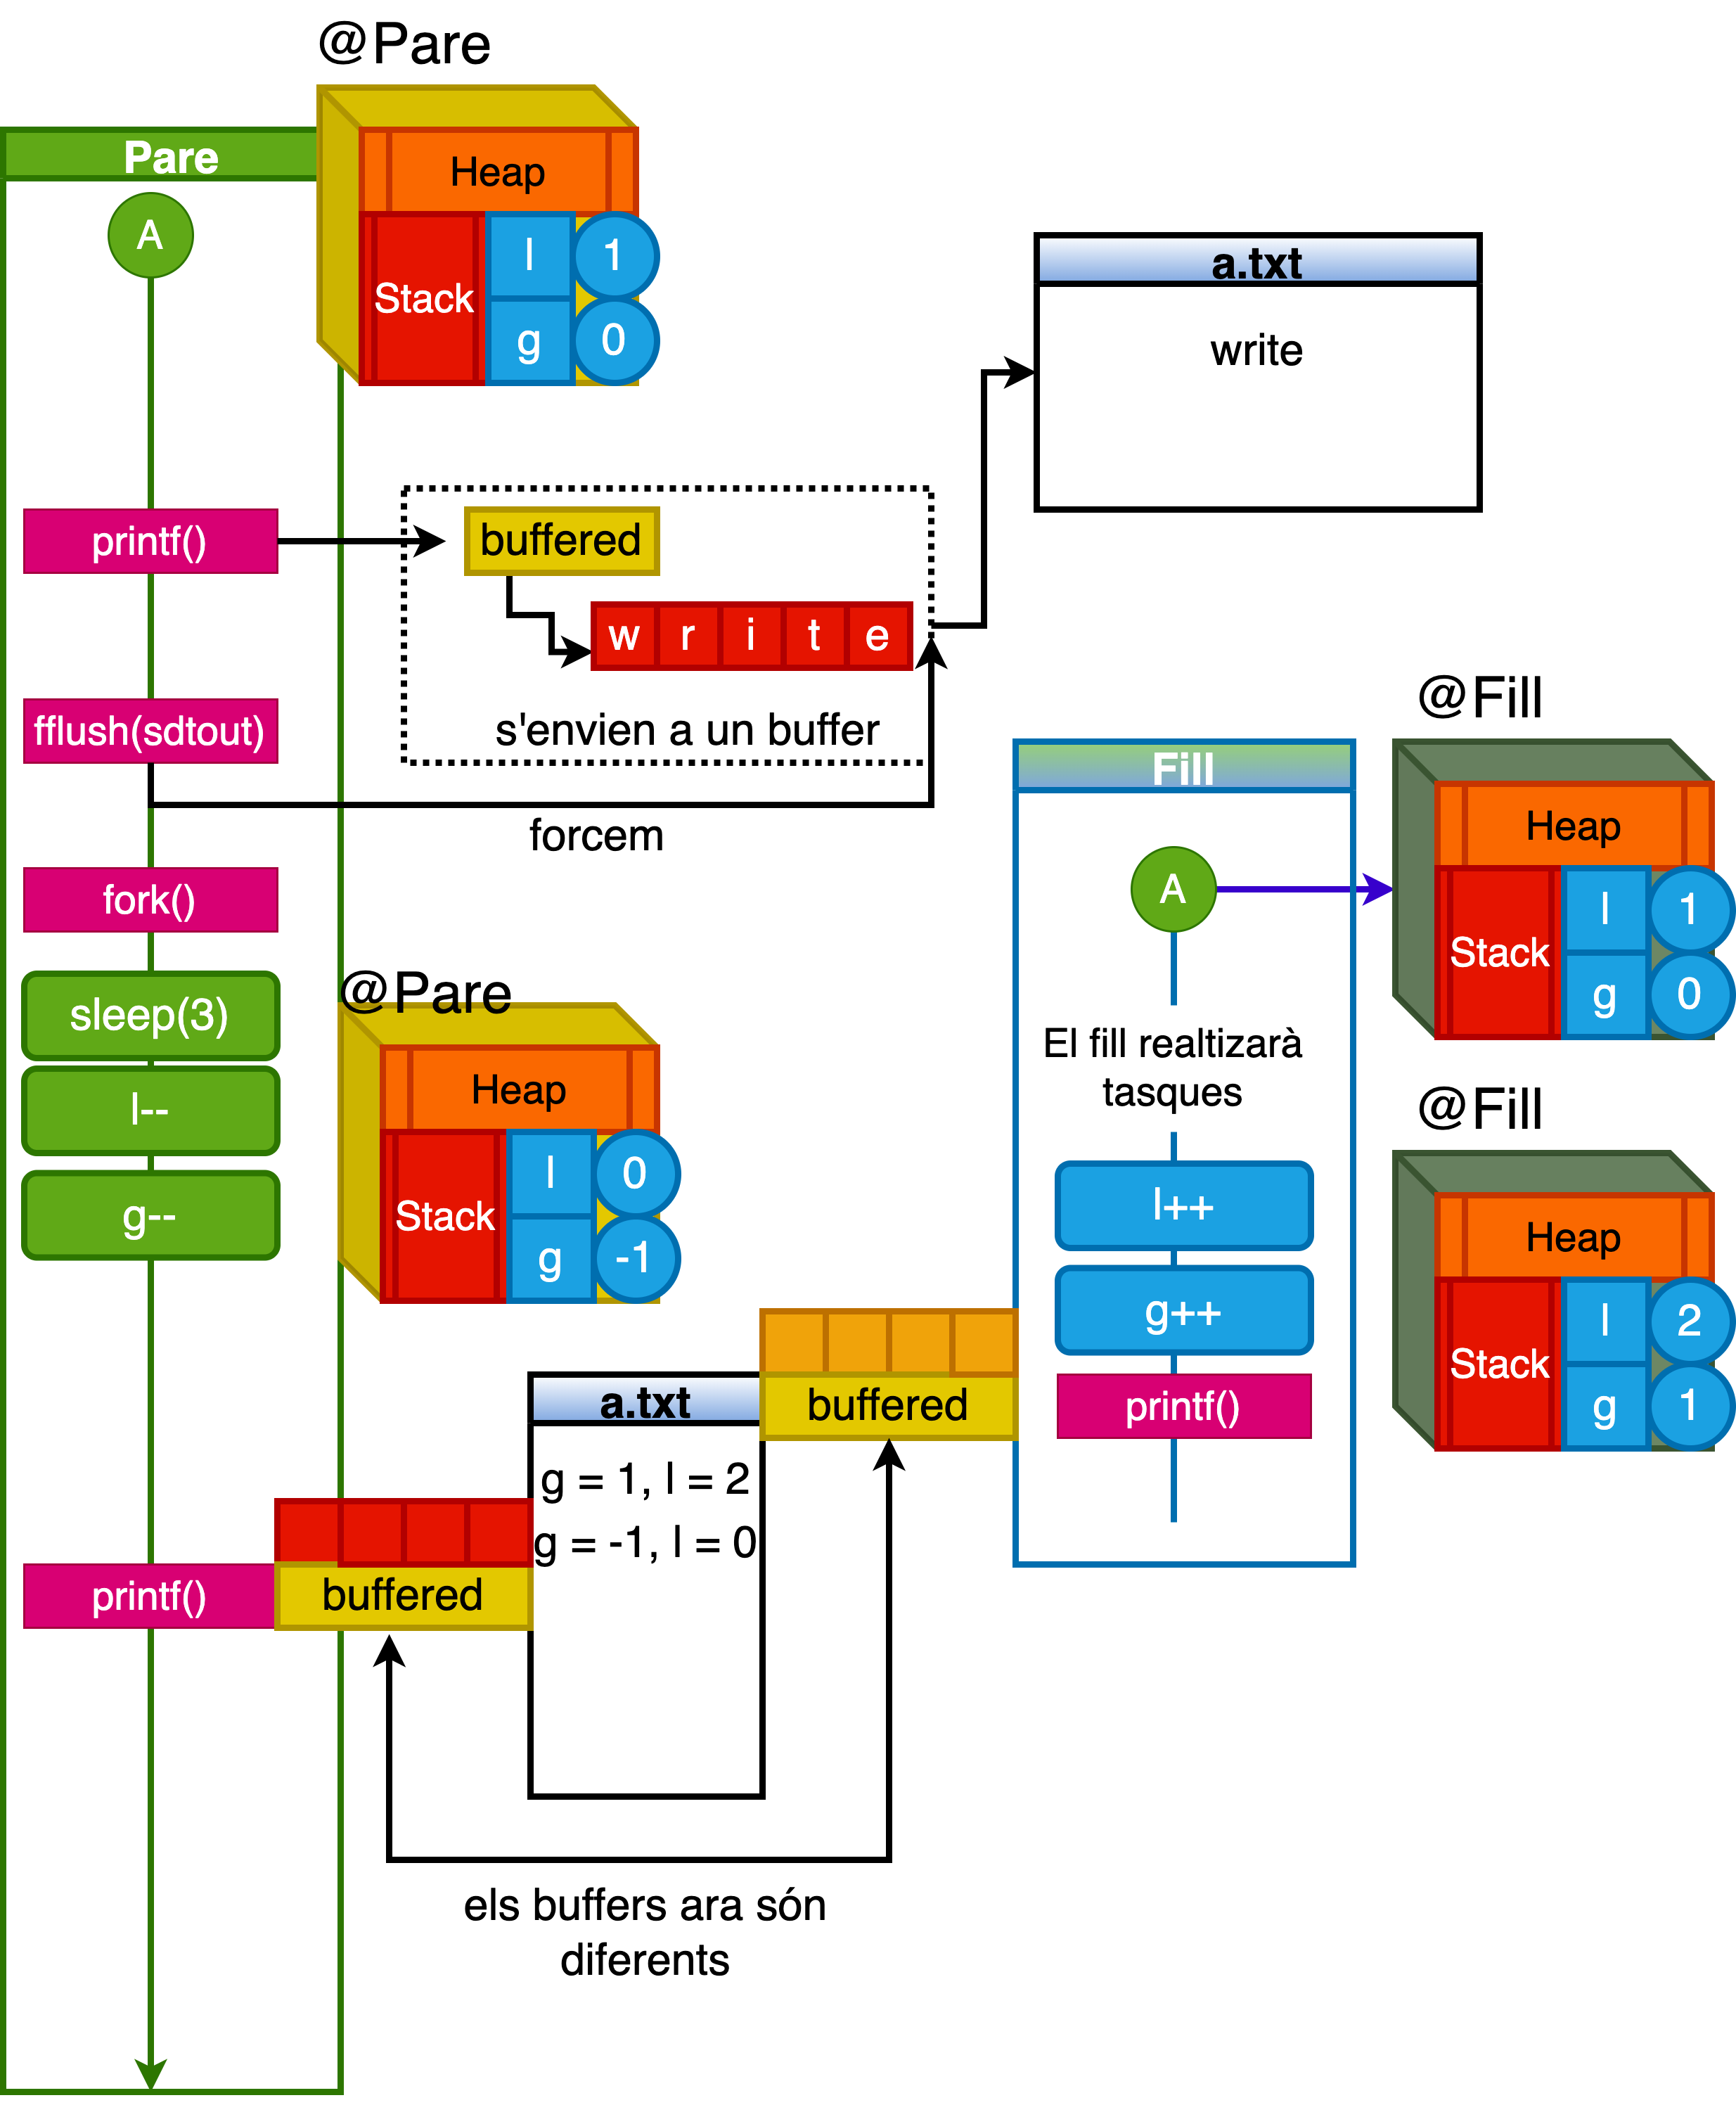 @Pare
Pare
Heap
A
Stack
l
1
g
0
a.txt
write
printf()
buffered
w r i t e
s'envien a un buffer
fflush(sdtout)
forcem
fork()
@Fill
Fill
Heap
A
Stack
l
1
g
0
El fill realtizarà
tasques
sleep(3)
l--
g--
@Pare
Heap
Stack
l
0
g
-1
@Fill
Heap
Stack
l
2
g
1
l++
g++
printf()
buffered
a.txt
g = 1, l = 2
g = -1, l = 0
printf()
buffered
els buffers ara són
diferents